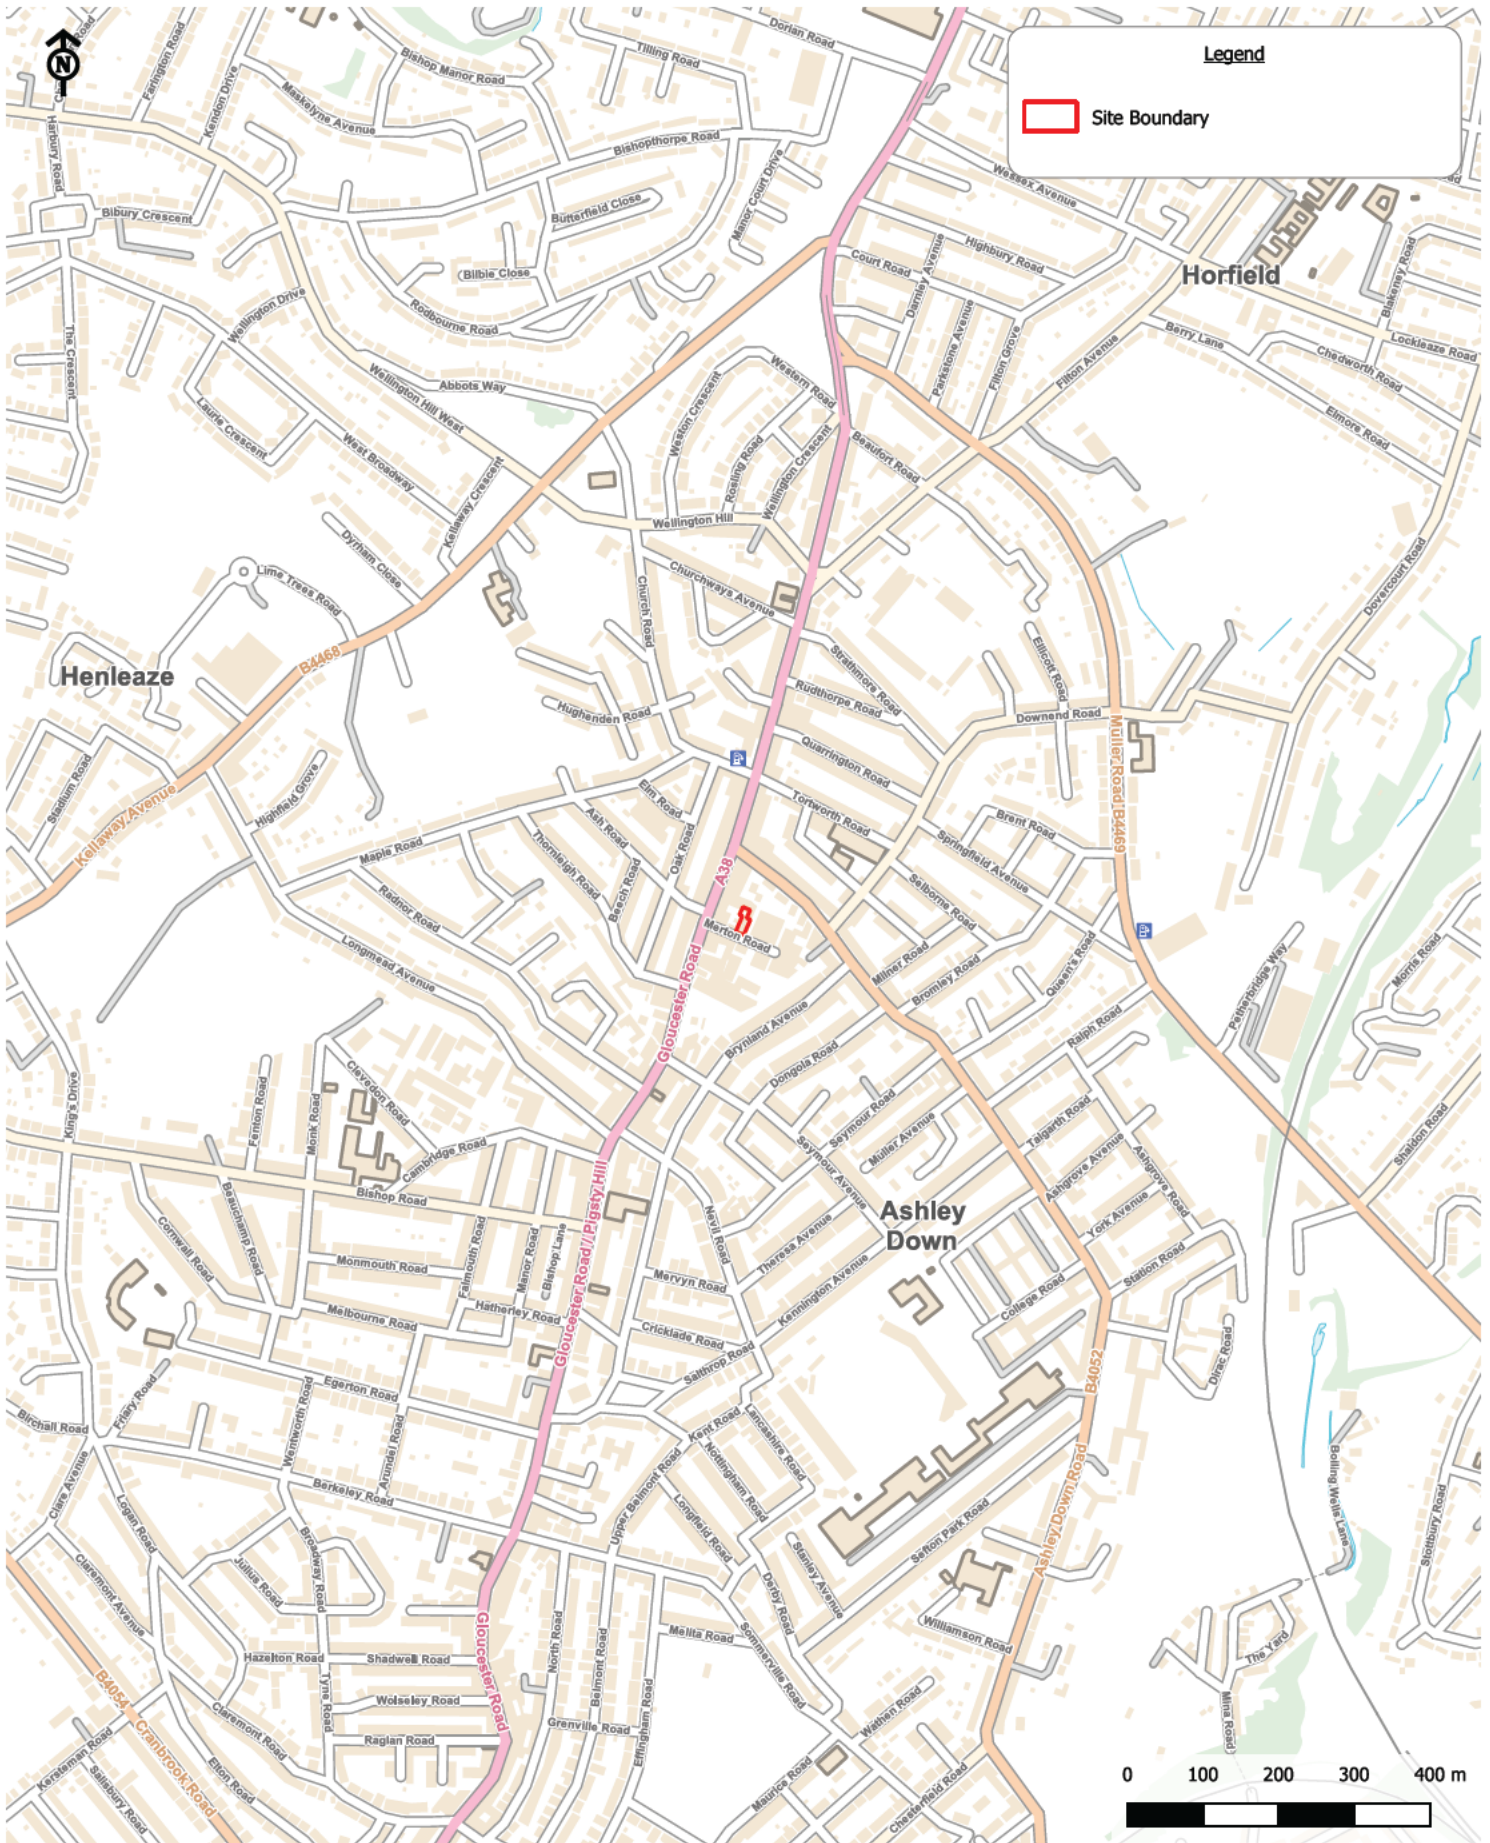 Dorian Road
Road
Farington Road
Tilling Road
Bishop Manor Road
Legend
N
Kendon Drive
Maskelyne Avenue
Site Boundary
Harbury Road
Bishopthorpe Road
Manor Court Drive
Wessex Avenue
Bibury Crescent
Butterfield Close
Highbury Road
Court Road
Darnley Avenue
Horfield
Blakeney Road
Bilbie Close
Rodbourne Road
Wellington Drive
The Crescent
Parkstone Avenue
Filton Grove
Filton Avenue
Berry Lane
Lockleaze Road
Chedworth Road
Abbots Way
Wellington Hill West
Western Road
Weston Crescent
Laurie Crescent
West Broadway
Elmore Road
Rosling Road
Wellington Crescent
Beaufort Road
Kellaway Crescent
Wellington Hill
Dyrham Close
Lime Trees Road
Churchways Avenue
Church Road
Dovercourt Road
Henleaze
B4468
Strathmore Road
Ellicott Road
Rudthorpe Road
Hughenden Road
Downend Road
Muller Road B4469
Quarrington Road
Stadium Road
Highfield Grove
Kellaway Avenue
Elm Road
Tortworth Road
Ash Road
Brent Road
Maple Road
Thornleigh Road
Oak Road
Springfield Avenue
A38
Beech Road
Selborne Road
Radnor Road
Merton Road
Longmead Avenue
Milner Road
Bromley Road
Queen's Road
Petherbridge Way
Morris Road
Gloucester Road
Brynland Avenue
Ralph Road
Dongola Road
King's Drive
Fenton Road
Monk Road
Clevedon Road
Seymour Road
Muller Avenue
Talgarth Road
Shaldon Road
Cambridge Road
Seymour Avenue
Ashgrove Avenue
Ashgrove Road
Bishop Road
Beauchamp Road
Cornwall Road
Gloucester Road / Pigsty Hill
Nevil Road
Ashley
Down
York Avenue
Monmouth Road
Falmouth Road
Manor Road
Bishop Lane
Theresa Avenue
Station Road
Mervyn Road
Kennington Avenue
College Road
Melbourne Road
Hatherley Road
Cricklade Road
Salthrop Road
Dirac Road
B4052
Egerton Road
Friary Road
Birchall Road
Wentworth Road
Arundel Road
Kent Road
Lancashire Road
Nottingham Road
Clare Avenue
Logan Road
Berkeley Road
Upper Belmont Road
Longfield Road
Boiling Wells Lane
Stottbury Road
Sefton Park Road
Ashley Down Road
Claremont Avenue
Julius Road
Broadway Road
Stanley Avenue
Derby Road
Gloucester Road
North Road
Belmont Road
Melita Road
Sommerville Road
Williamson Road
The Yard
Hazelton Road
Shadwell Road
B4054 Cranbrook Road
Tyne Road
Wolseley Road
Claremont Road
Raglan Road
Grenville Road
Effingham Road
Wathen Road
Mina Road
Kersteman Road
Salisbury Road
Elton Road
Maurice Road
Chesterfield Road
0 100 200 300 400 m